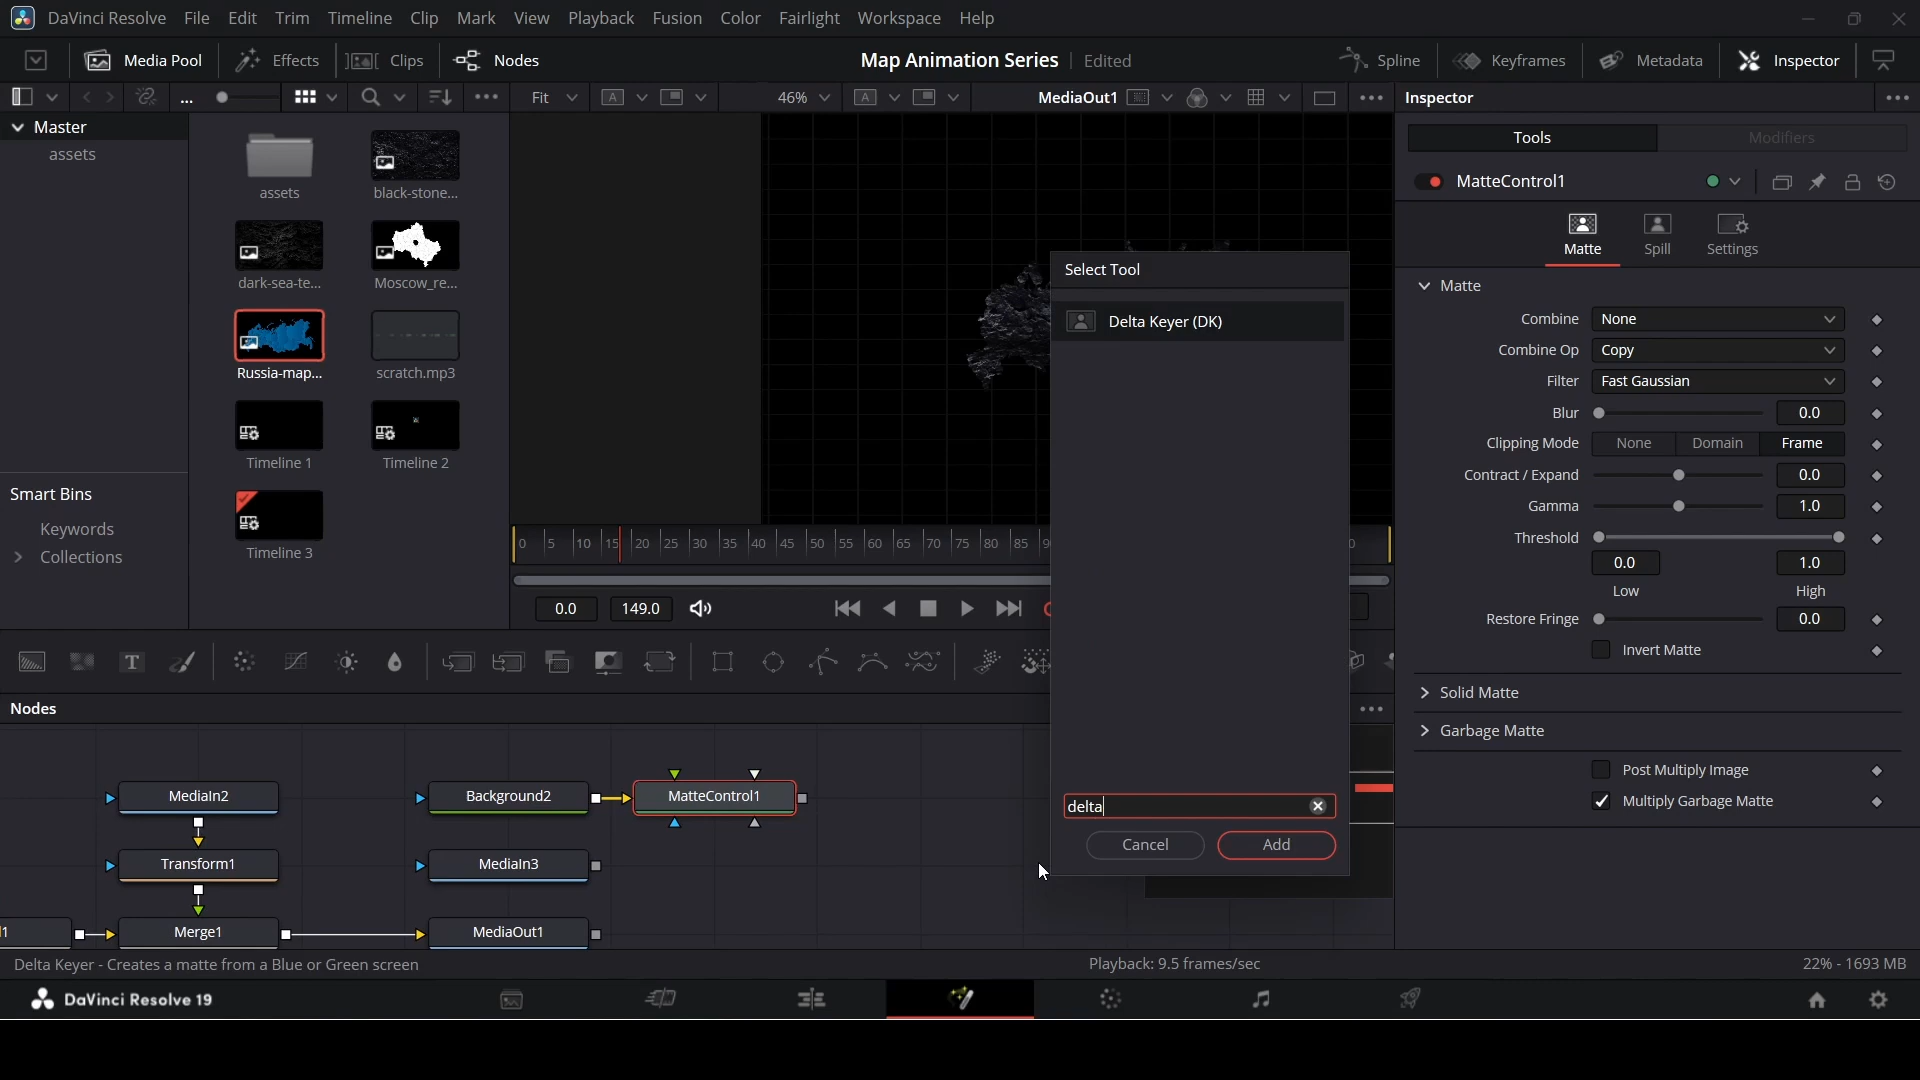 DaVinci Resolve File Edit Trim Timeline Clip Mark View Playback Fusion Color Fairlight Workspace Help
Media Pool Effects Clips Nodes Map Animation Series Edited Spline Keyframes Metadata Inspector
... Fit A 46% A MediaOut1 ... Inspector ...
Master
assets
assets
black-stone...
dark-sea-te...
Moscow_re...
Russia-map...
scratch.mp3
Timeline 1
Timeline 2
Timeline 3
Smart Bins
Keywords
Collections
0 5 10 15 20 25 30 35 40 45 50 55 60 65 70 75 80 85
0.0 149.0
Select Tool
Delta Keyer (DK)
delta
Cancel Add
Tools Modifiers
MatteControl1
Matte Spill Settings
Matte
Combine None
Combine Op Copy
Filter Fast Gaussian
Blur 0.0
Clipping Mode None Domain Frame
Contract / Expand 0.0
Gamma 1.0
Threshold
0.0 1.0
Low High
Restore Fringe 0.0
Invert Matte
Solid Matte
Garbage Matte
Post Multiply Image
Multiply Garbage Matte
T
Nodes
MediaIn2 Background2 MatteControl1
Transform1 MediaIn3
1 Merge1 MediaOut1
Delta Keyer - Creates a matte from a Blue or Green screen Playback: 9.5 frames/sec 22% - 1693 MB
DaVinci Resolve 19